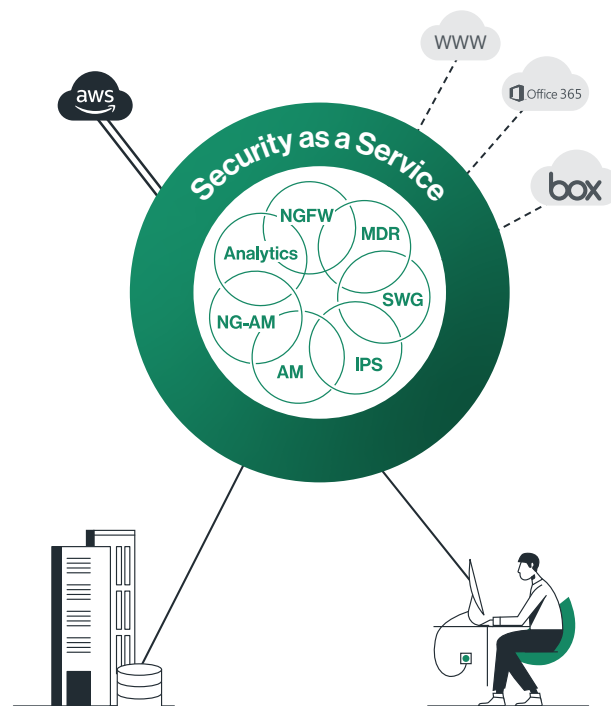 WWW
aws
Office 365
box
Security as a Service
NGFW
MDR
Analytics
SWG
NG-AM
IPS
AM